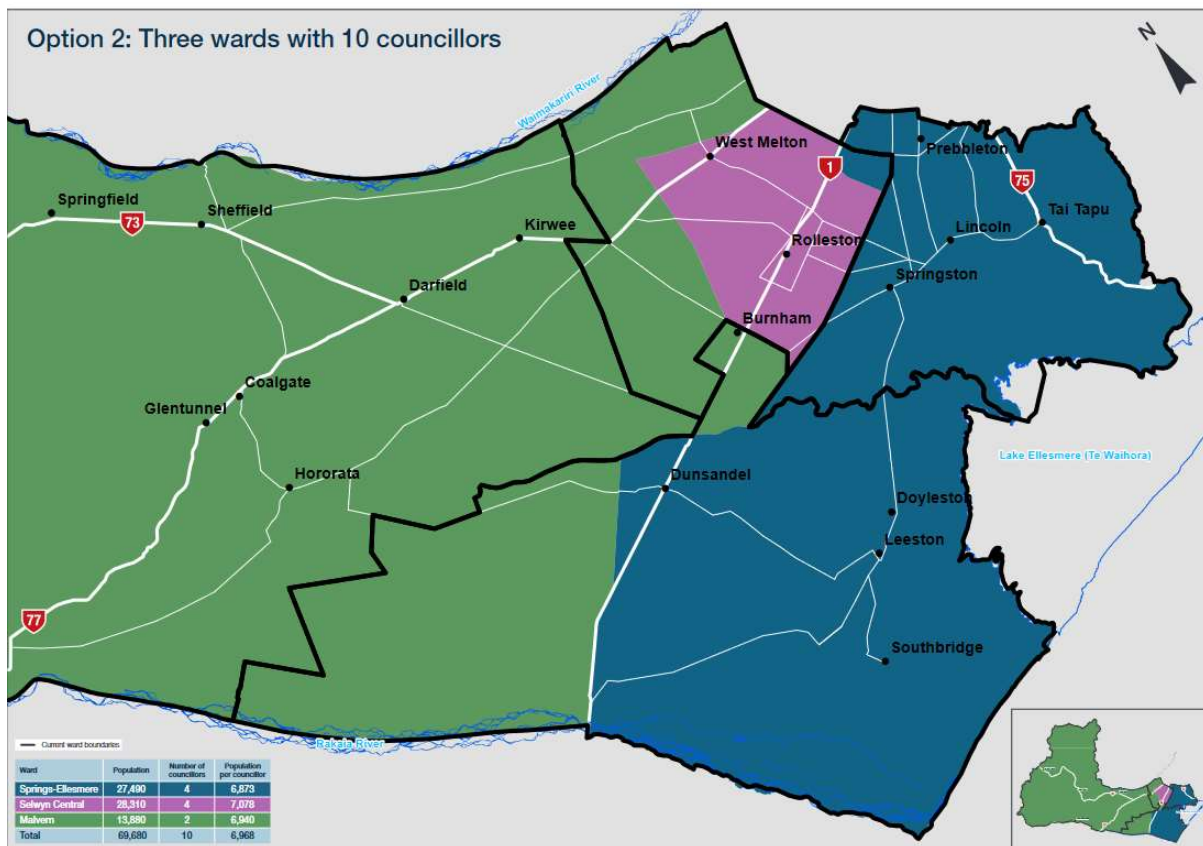 Option 2: Three wards with 10 councillors
N
Waimakariri River
West Melton
1
Prebbleton
75
Springfield
73
Sheffield
Kirwee
Rolleston
Lincoln
Tai Tapu
Springston
Darfield
Burnham
Coalgate
Glentunnel
Lake Ellesmere (Te Waihora)
Hororata
Dunsandel
Doyleston
Leeston
77
Southbridge
Rakaia River
Current ward boundaries
Ward Population Number of councillors Population per councillor
Springs-Ellesmere 27,490 4 6,873
Selwyn Central 28,310 4 7,078
Malvern 13,880 2 6,940
Total 69,680 10 6,968